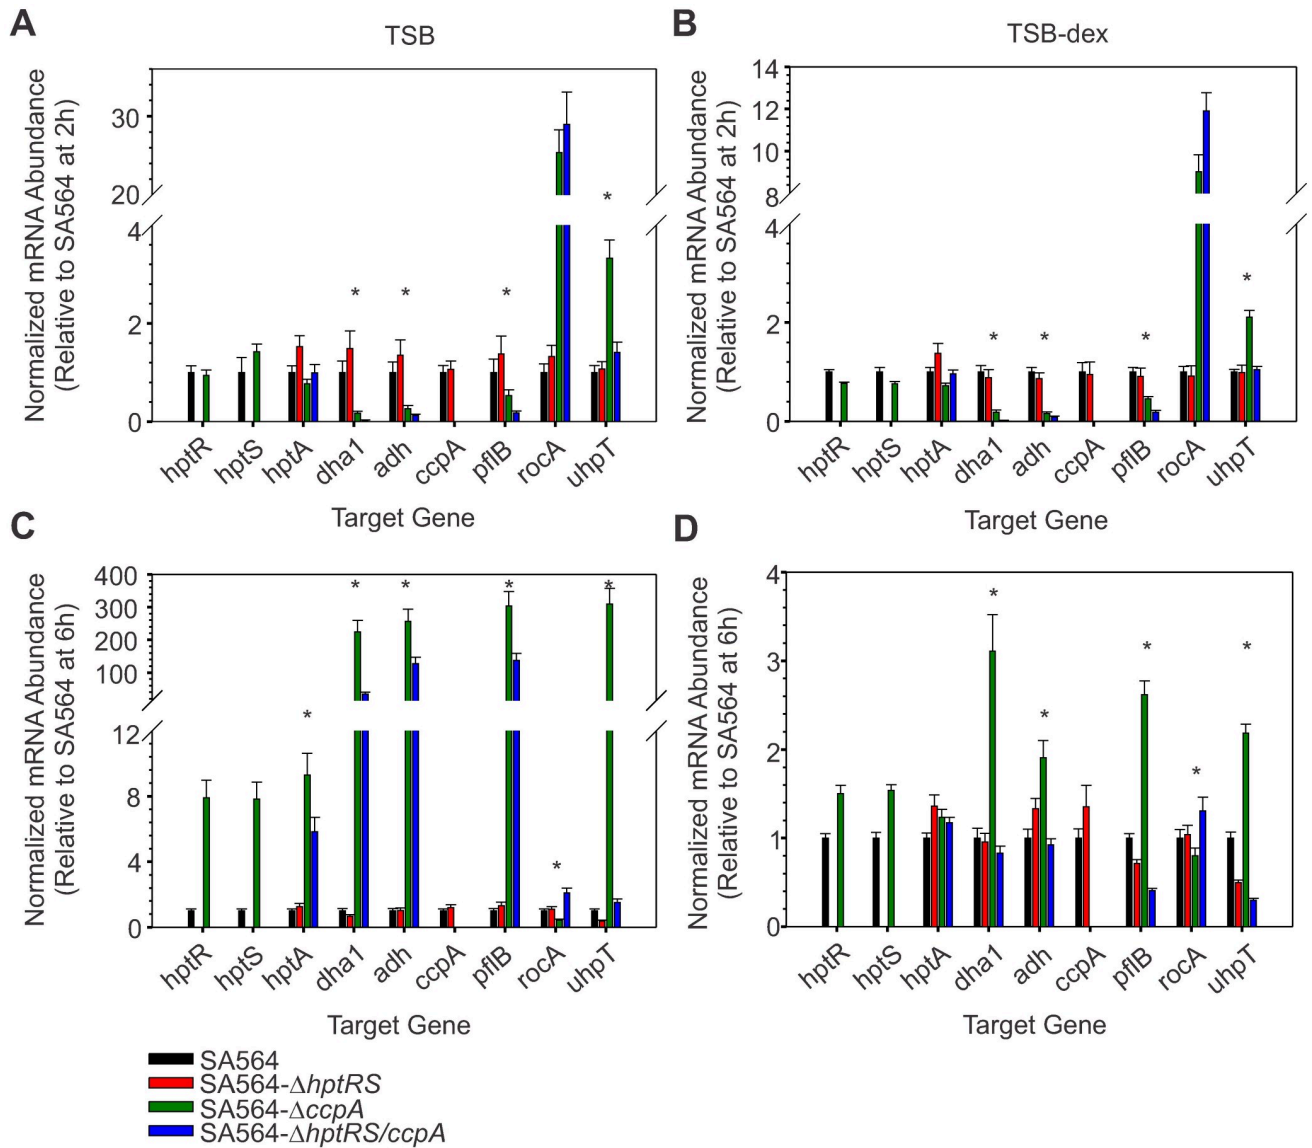 A
TSB
Normalized mRNA Abundance
(Relative to SA564 at 2h)
30
20
4
2
0
* * * *
hptR hptS hptA dha1 adh ccpA pflB rocA uhpT
Target Gene
B
TSB-dex
Normalized mRNA Abundance
(Relative to SA564 at 2h)
14
12
10
8
4
2
0
* * * *
hptR hptS hptA dha1 adh ccpA pflB rocA uhpT
Target Gene
C
Normalized mRNA Abundance
(Relative to SA564 at 6h)
400
300
200
100
12
8
4
0
* * * * * *
hptR hptS hptA dha1 adh ccpA pflB rocA uhpT
Target Gene
D
Normalized mRNA Abundance
(Relative to SA564 at 6h)
4
3
2
1
0
* * * * *
hptR hptS hptA dha1 adh ccpA pflB rocA uhpT
Target Gene
SA564
SA564-ΔhptRS
SA564-ΔccpA
SA564-ΔhptRS/ccpA